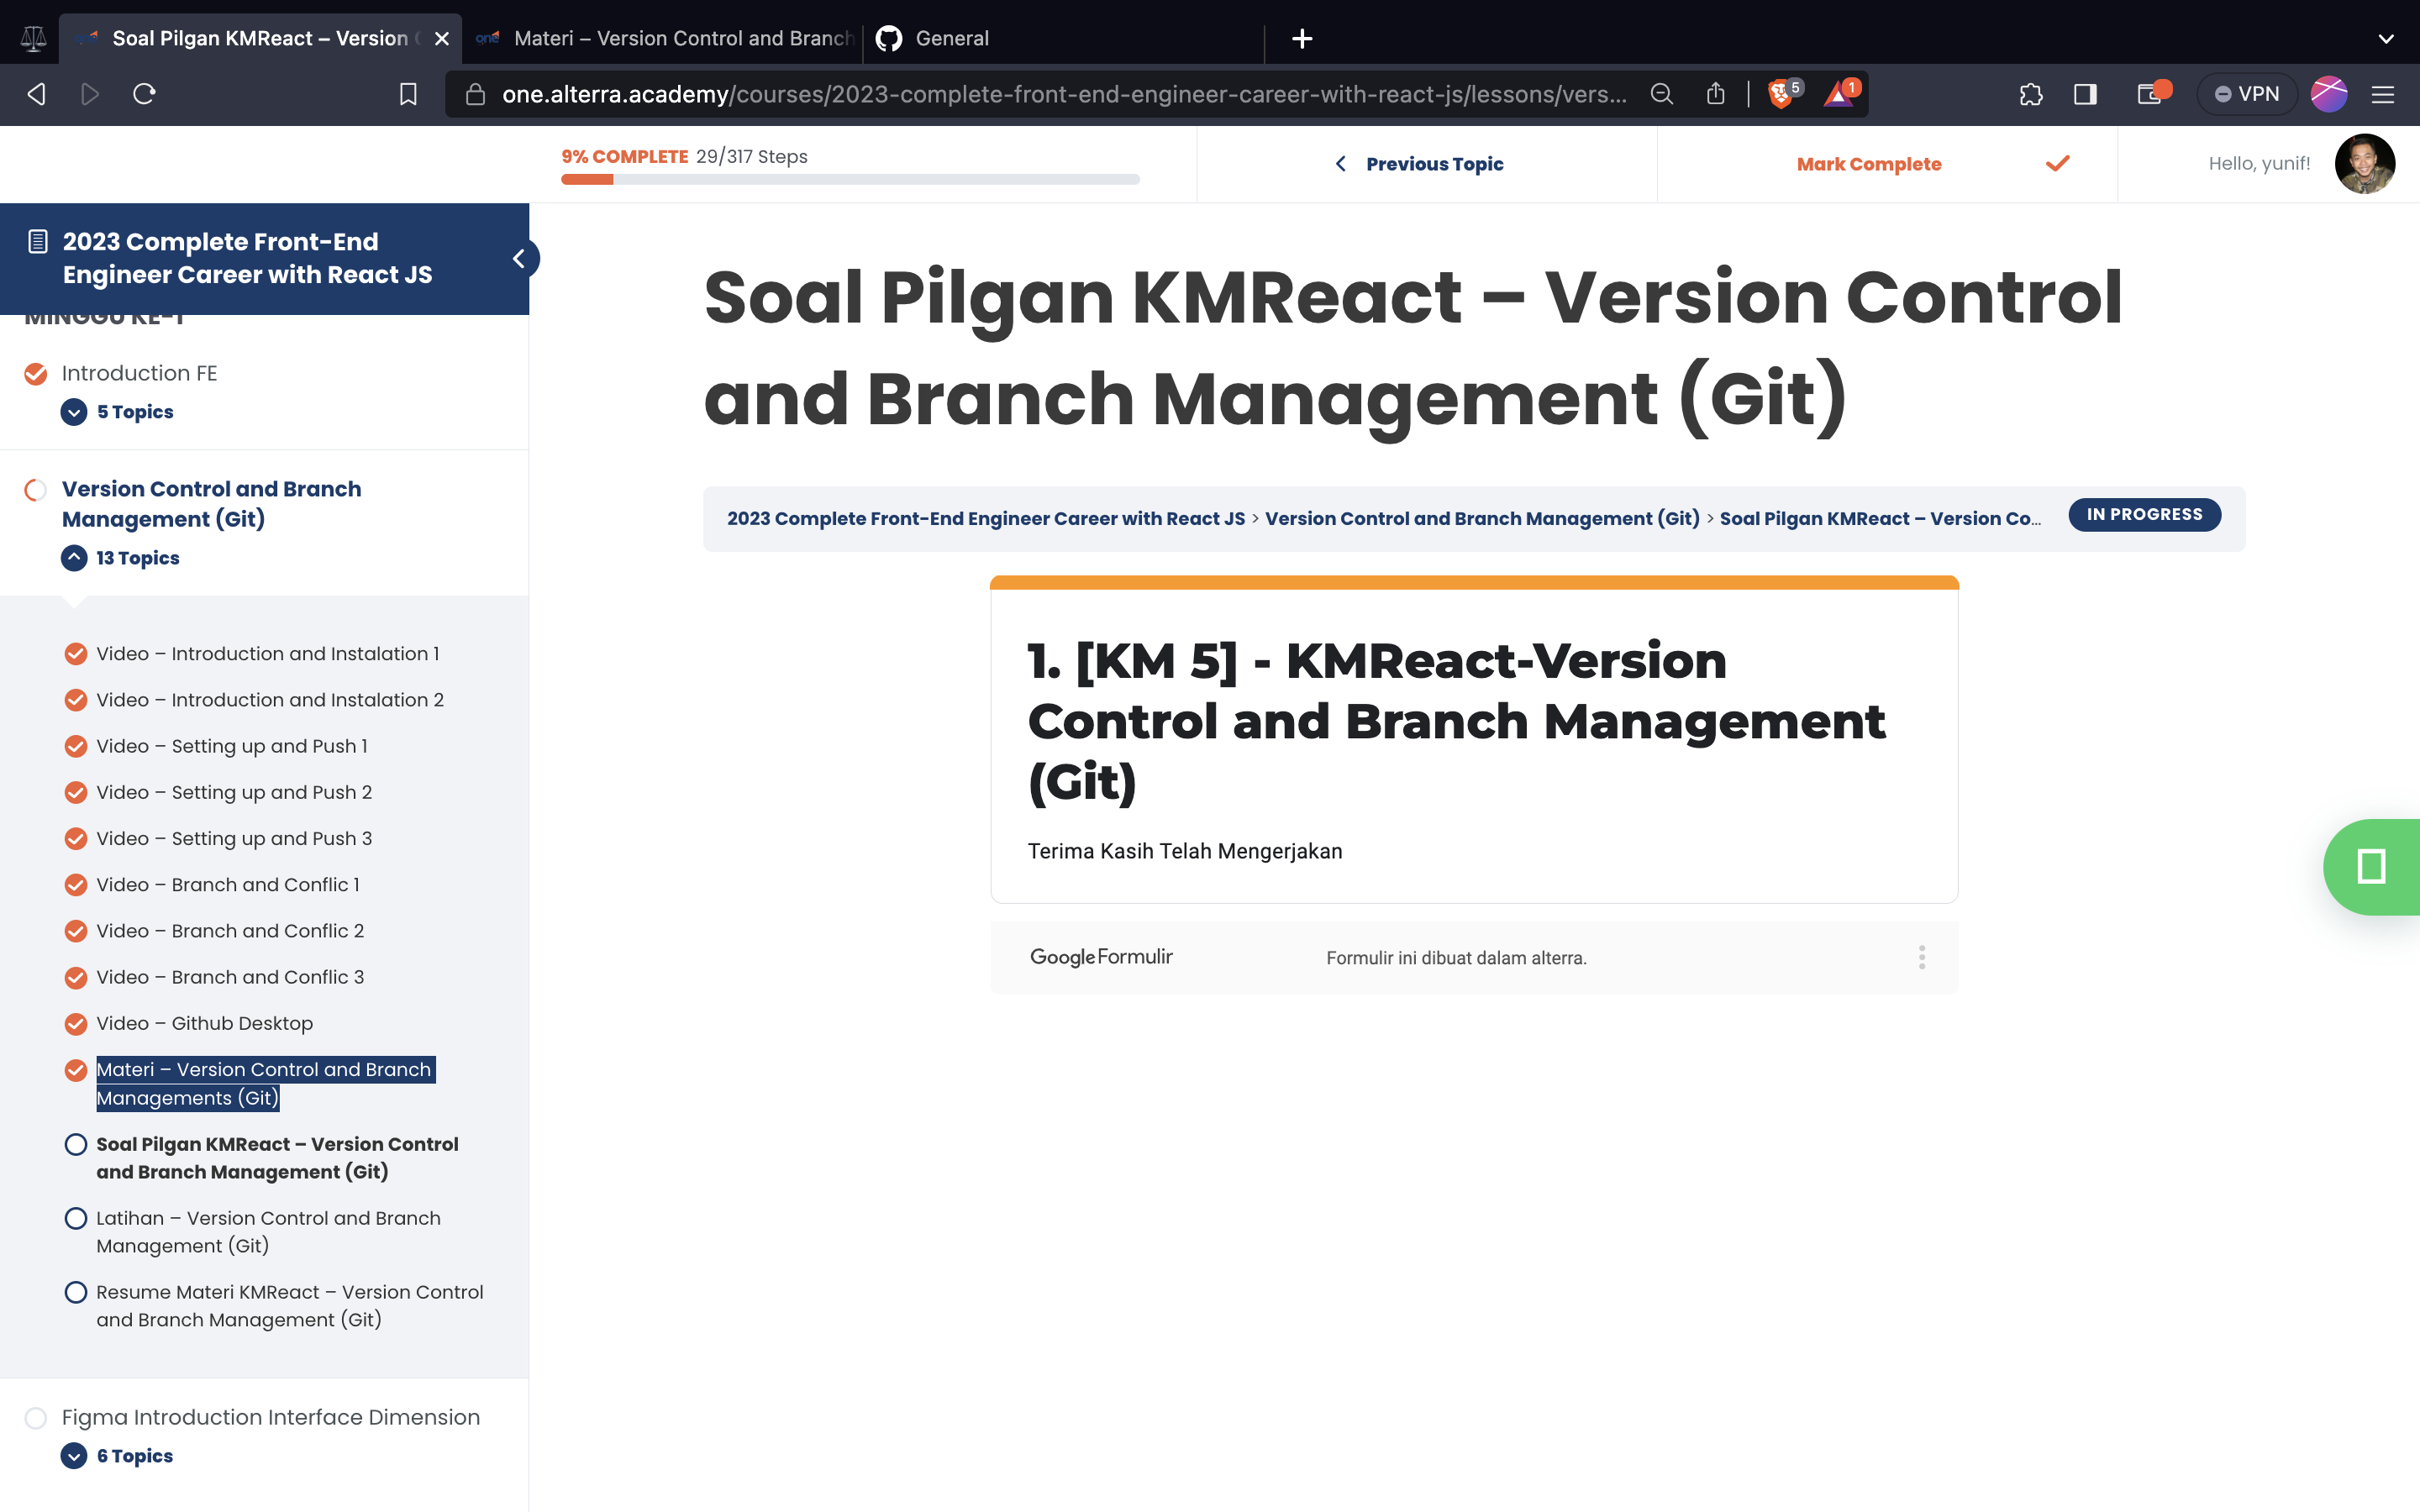 Soal Pilgan KMReact – Version
Materi – Version Control and Branch
General
one.alterra.academy/courses/2023-complete-front-end-engineer-career-with-react-js/lessons/vers...
5
1
VPN
9% COMPLETE 29/317 Steps
Previous Topic
Mark Complete
Hello, yunif!
2023 Complete Front-End
Engineer Career with React JS
MINGGU KE-1
Introduction FE
5 Topics
Version Control and Branch
Management (Git)
13 Topics
Video – Introduction and Instalation 1
Video – Introduction and Instalation 2
Video – Setting up and Push 1
Video – Setting up and Push 2
Video – Setting up and Push 3
Video – Branch and Conflic 1
Video – Branch and Conflic 2
Video – Branch and Conflic 3
Video – Github Desktop
Materi – Version Control and Branch
Managements (Git)
Soal Pilgan KMReact – Version Control
and Branch Management (Git)
Latihan – Version Control and Branch
Management (Git)
Resume Materi KMReact – Version Control
and Branch Management (Git)
Figma Introduction Interface Dimension
6 Topics
Soal Pilgan KMReact – Version Control
and Branch Management (Git)
2023 Complete Front-End Engineer Career with React JS > Version Control and Branch Management (Git) > Soal Pilgan KMReact – Version Co...
IN PROGRESS
1. [KM 5] - KMReact-Version
Control and Branch Management
(Git)
Terima Kasih Telah Mengerjakan
Google Formulir
Formulir ini dibuat dalam alterra.